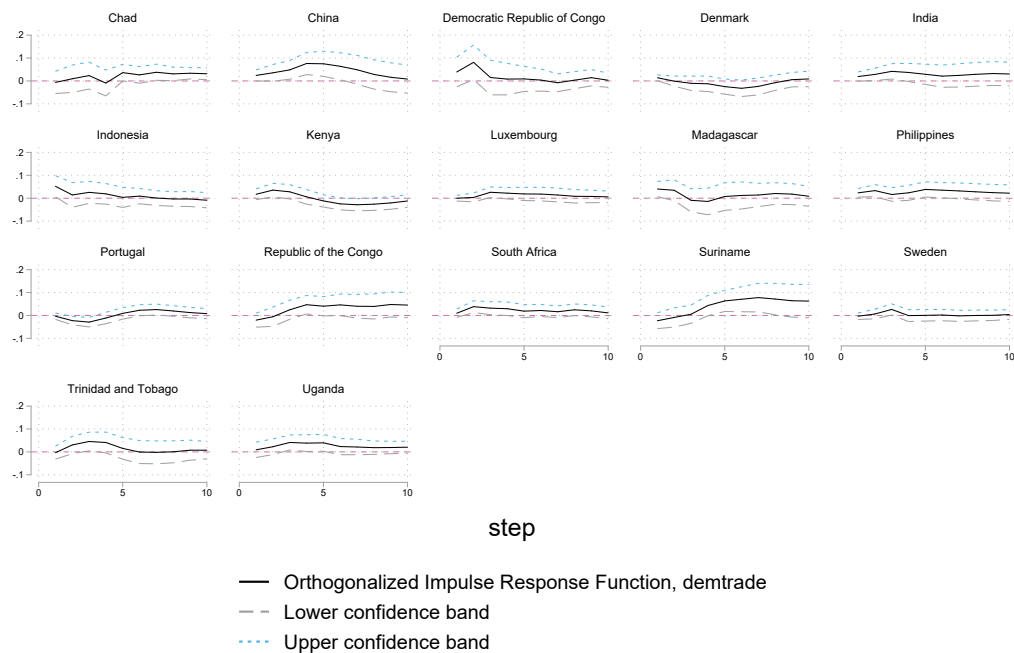 Chad China Democratic Republic of Congo Denmark India
.2
.1
0
-.1
Indonesia Kenya Luxembourg Madagascar Philippines
.2
.1
0
-.1
Portugal Republic of the Congo South Africa Suriname Sweden
.2
.1
0
-.1
0 5 10 0 5 10 0 5 10
Trinidad and Tobago Uganda
.2
.1
0
-.1
0 5 10 0 5 10
step
Orthogonalized Impulse Response Function, demtrade
Lower confidence band
Upper confidence band